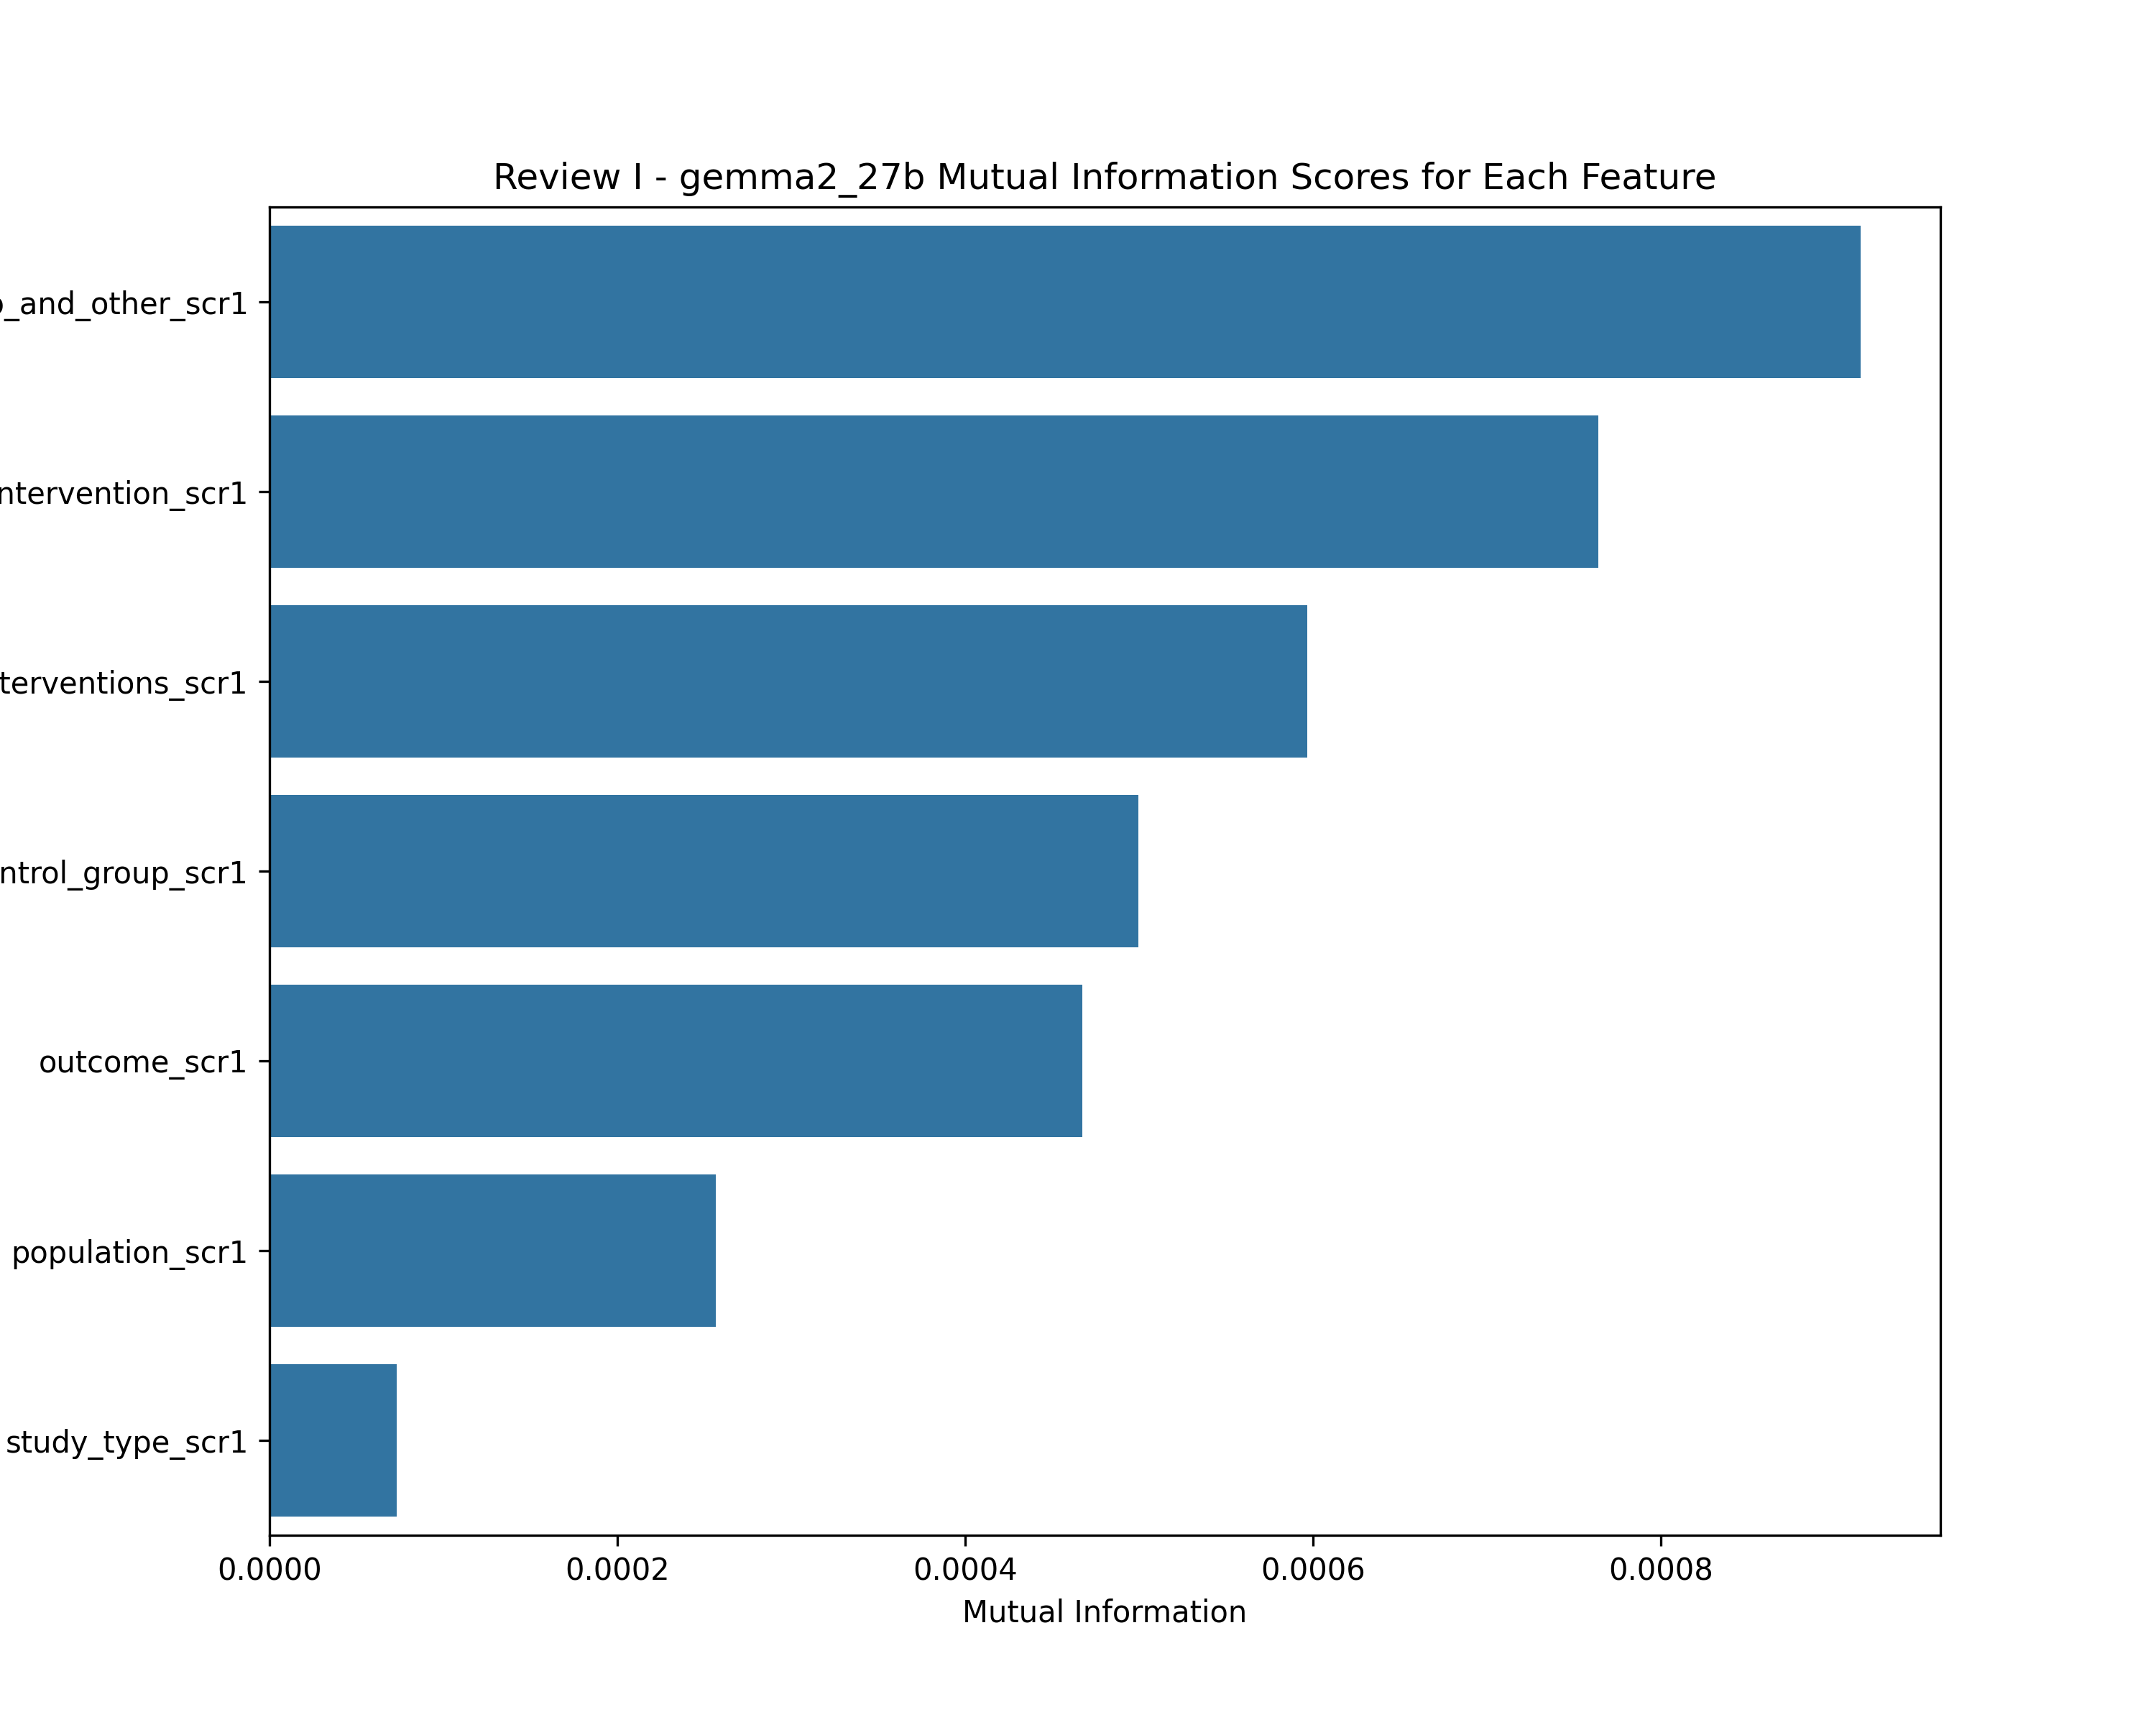 Review I - gemma2_27b Mutual Information Scores for Each Feature
_and_other_scr1
ntervention_scr1
terventions_scr1
ntrol_group_scr1
outcome_scr1
population_scr1
study_type_scr1
0.0000 0.0002 0.0004 0.0006 0.0008
Mutual Information